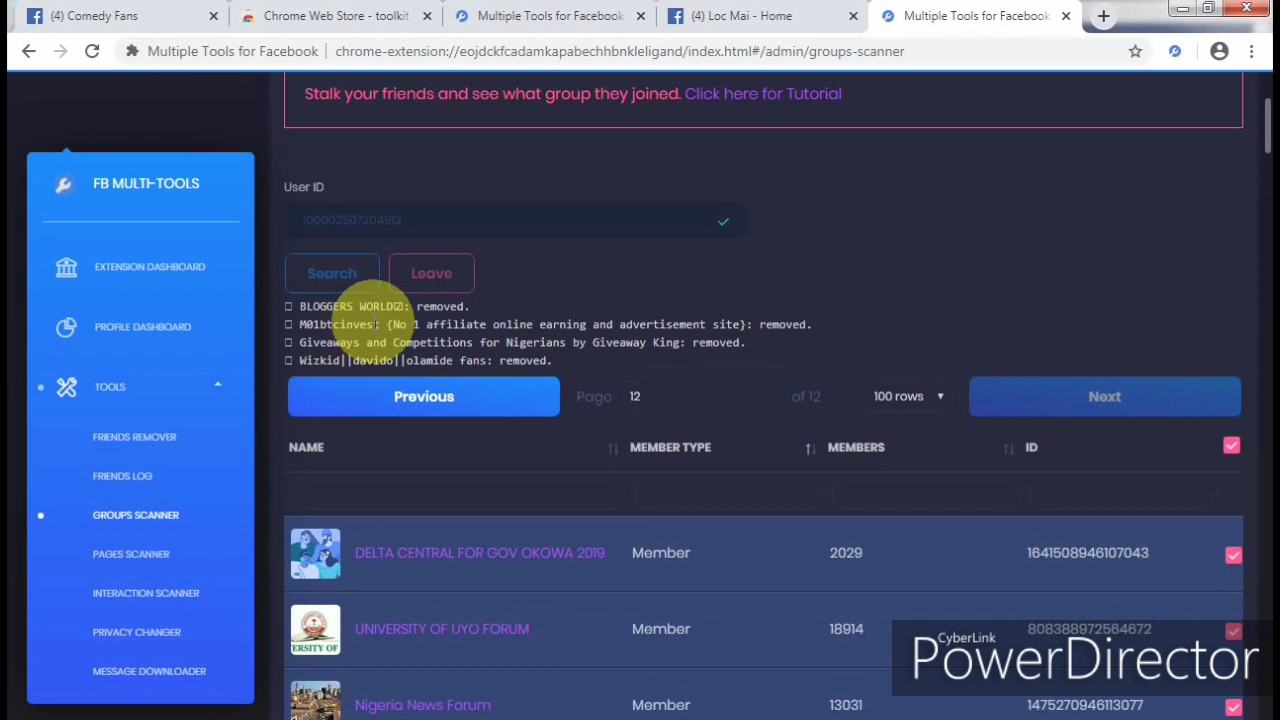 (4) Comedy Fans
Chrome Web Store - toolkit
Multiple Tools for Facebook
(4) Loc Mai - Home
Multiple Tools for Facebook
Multiple Tools for Facebook | chrome-extension://eojdckfcadamkapabechhbnkleligand/index.html#/admin/groups-scanner
Stalk your friends and see what group they joined. Click here for Tutorial
FB MULTI-TOOLS
EXTENSION DASHBOARD
PROFILE DASHBOARD
TOOLS
FRIENDS REMOVER
FRIENDS LOG
GROUPS SCANNER
PAGES SCANNER
INTERACTION SCANNER
PRIVACY CHANGER
MESSAGE DOWNLOADER
User ID
100002507204912
Search Leave
BLOGGERS WORLD☑: removed.
M01btcinvest {No 1 affiliate online earning and advertisement site}: removed.
Giveaways and Competitions for Nigerians by Giveaway King: removed.
Wizkid||davido||olamide fans: removed.
Previous Page 12 of 12 100 rows Next
NAME MEMBER TYPE MEMBERS ID
DELTA CENTRAL FOR GOV OKOWA 2019 Member 2029 1641508946107043
UNIVERSITY OF UYO FORUM Member 18914 808388972564672
Nigeria News Forum Member 13031 1475270946113077
ERSITY OF
CyberLink
PowerDirector